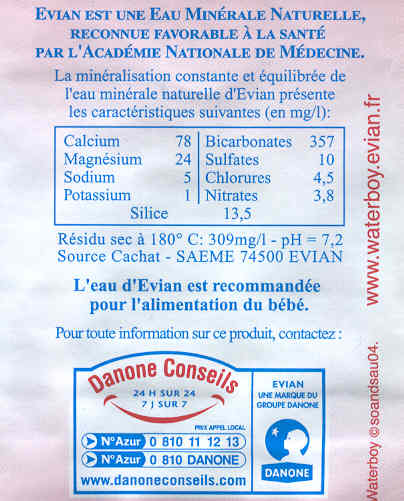 EVIAN EST UNE EAU MINÉRALE NATURELLE,
RECONNUE FAVORABLE À LA SANTÉ
PAR L'ACADÉMIE NATIONALE DE MÉDECINE.
La minéralisation constante et équilibrée de
l'eau minérale naturelle d'Evian présente
les caractéristiques suivantes (en mg/l):
Calcium 78 Bicarbonates 357
Magnésium 24 Sulfates 10
Sodium 5 Chlorures 4,5
Potassium 1 Nitrates 3,8
Silice 13,5
Résidu sec à 180° C: 309mg/l - pH = 7,2
Source Cachat - SAEME 74500 EVIAN
L'eau d'Evian est recommandée
pour l'alimentation du bébé.
Pour toute information sur ce produit, contactez :
Danone Conseils
24 H SUR 24
7 J SUR 7
PRIX APPEL LOCAL
N° Azur 0 810 11 12 13
N° Azur 0 810 DANONE
www.danoneconseils.com
EVIAN
UNE MARQUE DU
GROUPE DANONE
DANONE
www.waterboy.evian.fr
Waterboy © soandsau04.